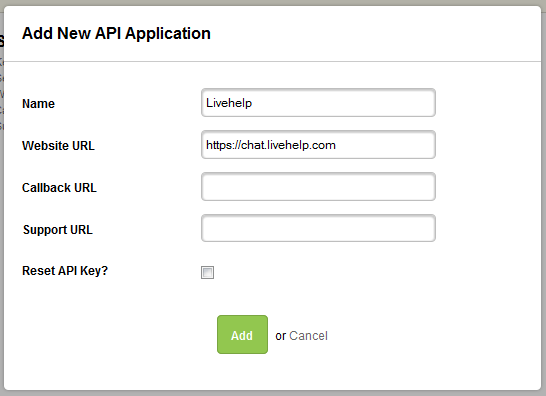 Add New API Application
Name
Livehelp
Website URL
https://chat.livehelp.com
Callback URL
Support URL
Reset API Key?
Add or Cancel